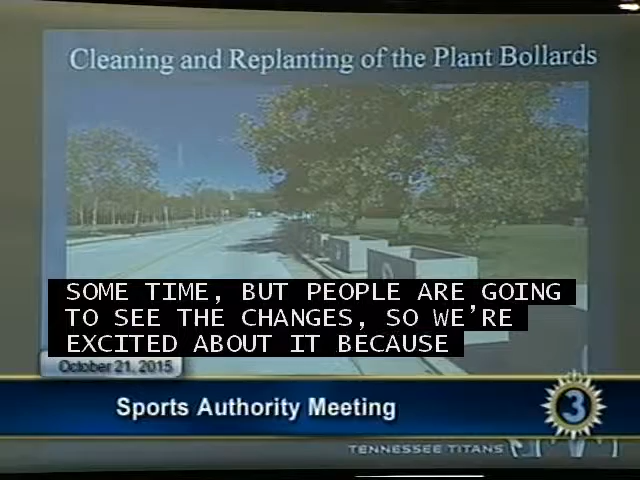 Cleaning and Replanting of the Plant Bollards
SOME TIME, BUT PEOPLE ARE GOING
TO SEE THE CHANGES, SO WE'RE
EXCITED ABOUT IT BECAUSE
October 21, 2015
Sports Authority Meeting
3
TENNESSEE TITANS